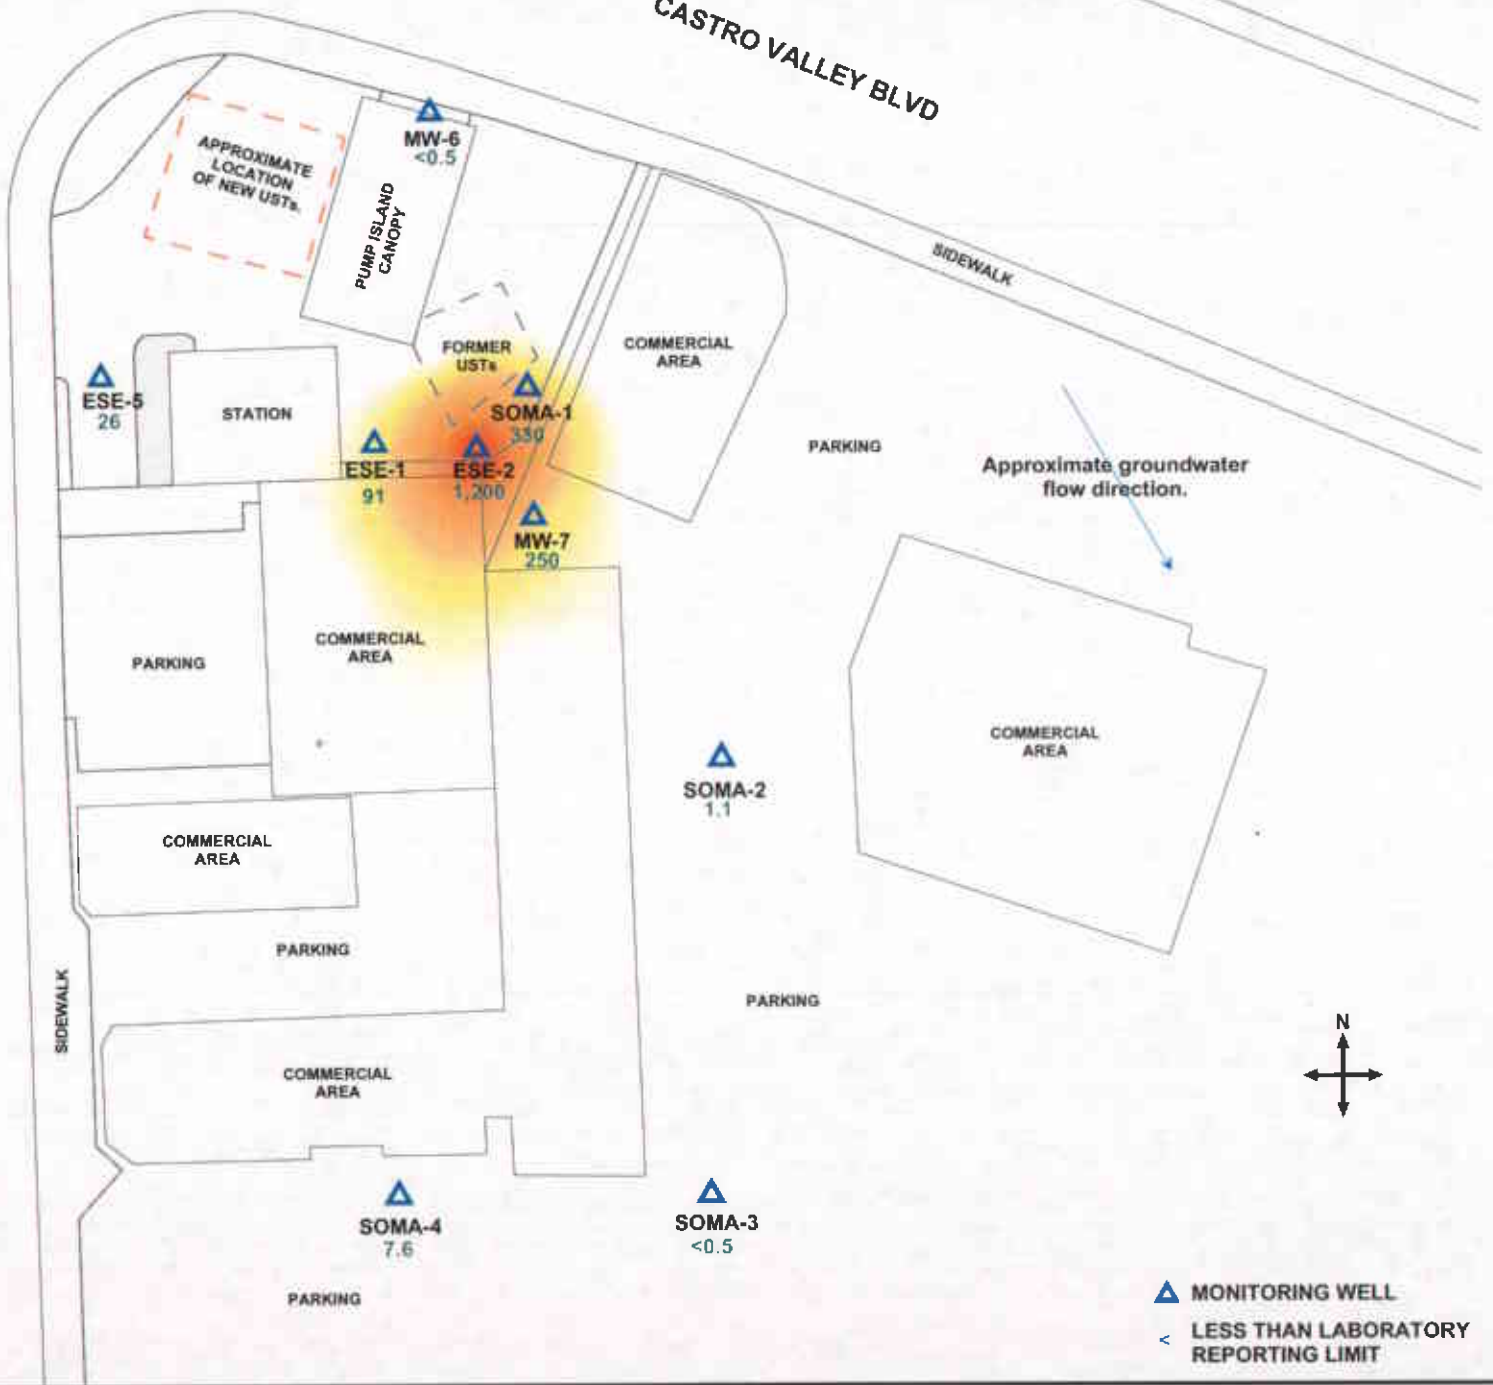 CASTRO VALLEY BLVD
MW-6
<0.5
APPROXIMATE
LOCATION
OF NEW USTs.
PUMP ISLAND
CANOPY
SIDEWALK
FORMER
USTs
COMMERCIAL
AREA
ESE-5
26
STATION
SOMA-1
330
ESE-1
91
ESE-2
1,200
PARKING
Approximate groundwater
flow direction.
MW-7
250
COMMERCIAL
AREA
PARKING
COMMERCIAL
AREA
SOMA-2
1.1
COMMERCIAL
AREA
PARKING
SIDEWALK
PARKING
N
COMMERCIAL
AREA
SOMA-4
7.6
SOMA-3
<0.5
PARKING
MONITORING WELL
< LESS THAN LABORATORY
REPORTING LIMIT